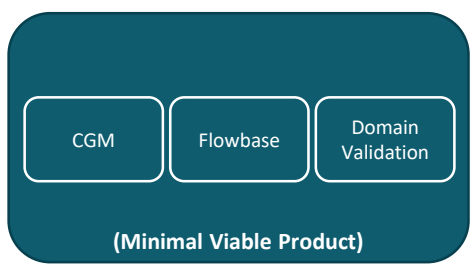 CGM
Flowbase
Domain
Validation
(Minimal Viable Product)